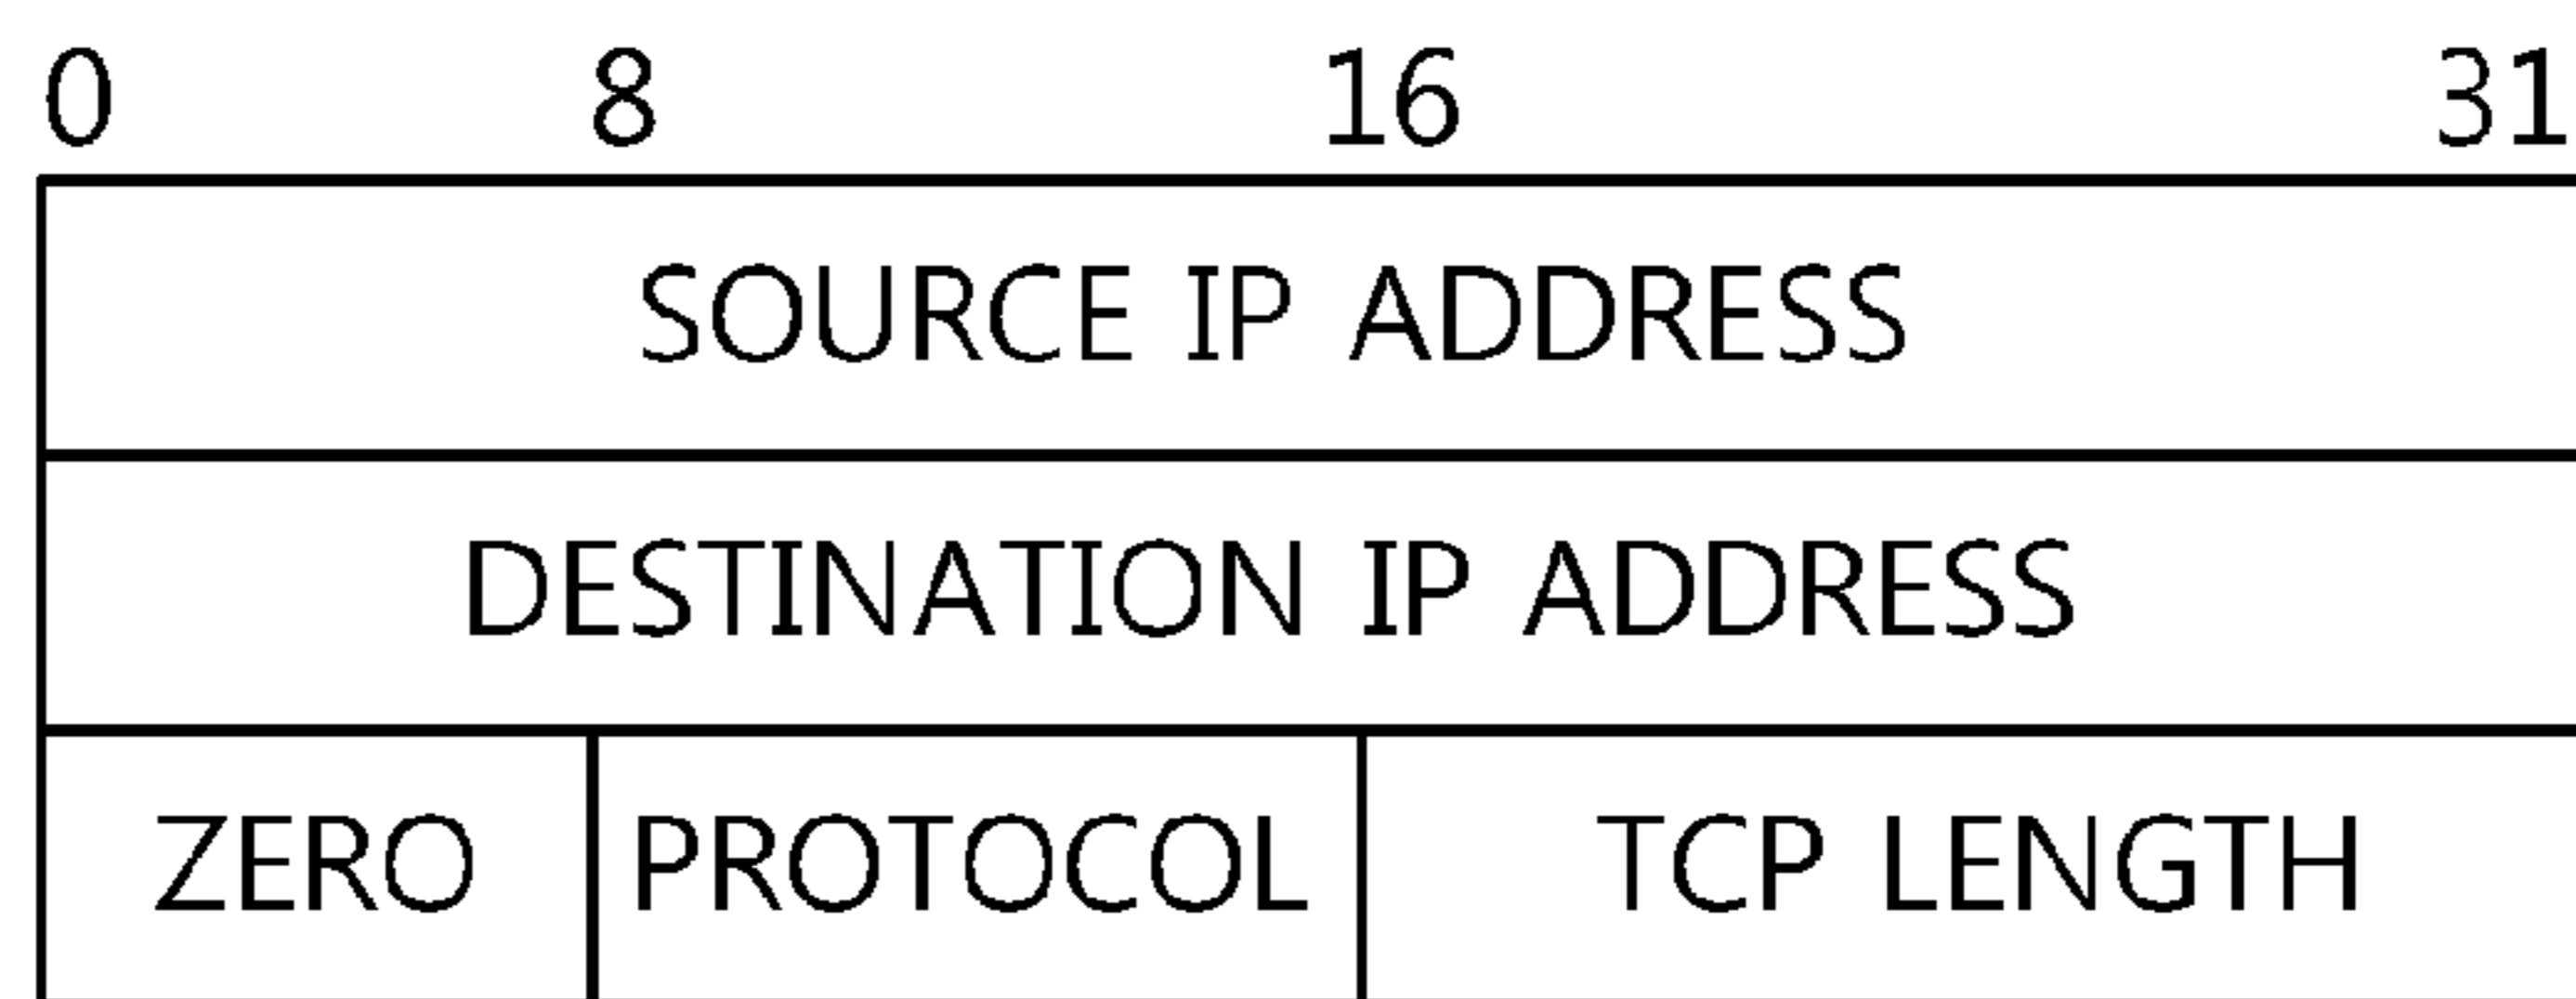 0 8 16 31
SOURCE IP ADDRESS
DESTINATION IP ADDRESS
ZERO PROTOCOL TCP LENGTH